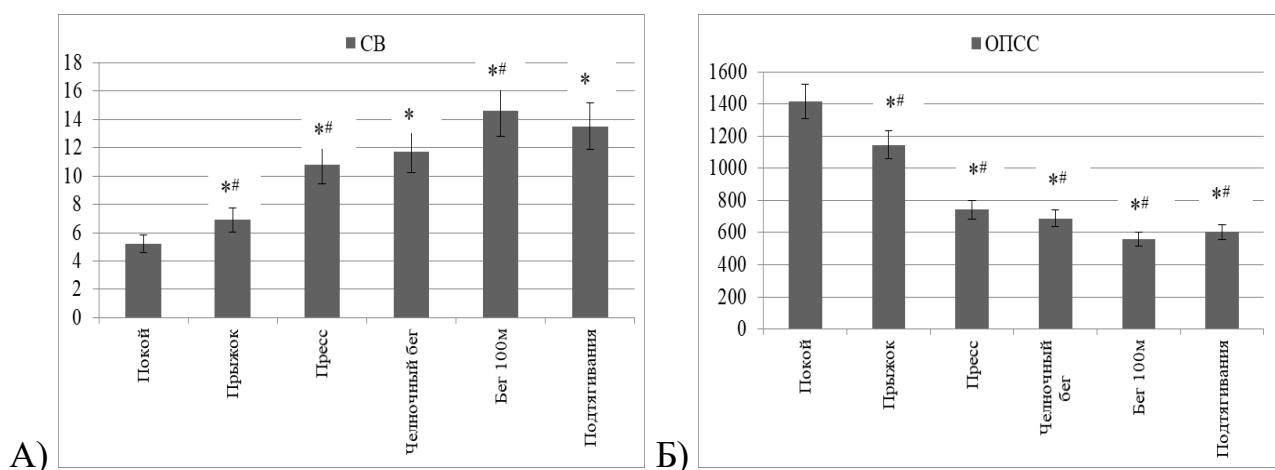 СВ
18
16
14
12
10
8
6
4
2
0
*#
*#
*
*#
*
Покой
Прыжок
Пресс
Челночный бег
Бег 100м
Подтягивания
А)
ОПСС
1600
1400
1200
1000
800
600
400
200
0
*#
*#
*#
*#
*#
Покой
Прыжок
Пресс
Челночный
бег
Бег 100м
Подтягивания
Б)